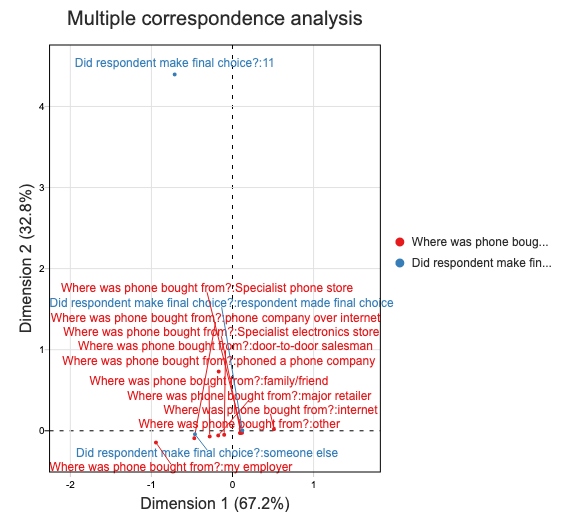 Multiple correspondence analysis
Did respondent make final choice?:11
4
3
2
1
0
Dimension 2 (32.8%)
Where was phone bought from?:Specialist phone store
Did respondent make final choice?:respondent made final choice
Where was phone bought from?:phone company over internet
Where was phone bought from?:Specialist electronics store
Where was phone bought from?:door-to-door salesman
Where was phone bought from?:phoned a phone company
Where was phone bought from?:family/friend
Where was phone bought from?:major retailer
Where was phone bought from?:internet
Where was phone bought from?:other
Did respondent make final choice?:someone else
Where was phone bought from?:my employer
-2 -1 0 1
Dimension 1 (67.2%)
Where was phone boug...
Did respondent make fin...